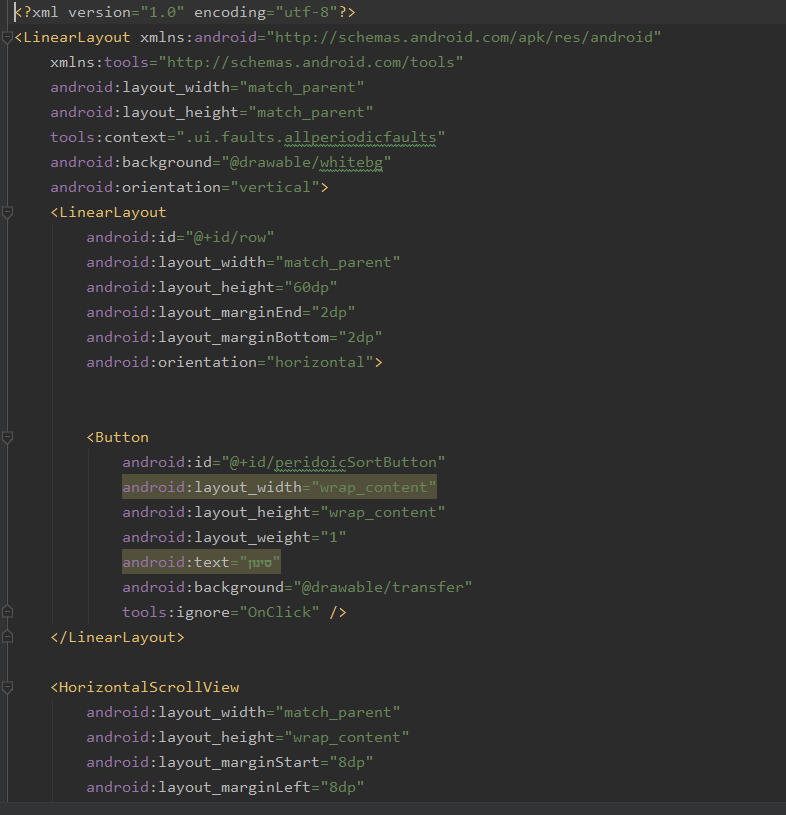 <?xml version="1.0" encoding="utf-8"?>
<LinearLayout xmlns:android="http://schemas.android.com/apk/res/android"
    xmlns:tools="http://schemas.android.com/tools"
    android:layout_width="match_parent"
    android:layout_height="match_parent"
    tools:context=".ui.faults.allperiodicfaults"
    android:background="@drawable/whitebg"
    android:orientation="vertical">
    <LinearLayout
        android:id="@+id/row"
        android:layout_width="match_parent"
        android:layout_height="60dp"
        android:layout_marginEnd="2dp"
        android:layout_marginBottom="2dp"
        android:orientation="horizontal">
        <Button
            android:id="@+id/peridoicSortButton"
            android:layout_width="wrap_content"
            android:layout_height="wrap_content"
            android:layout_weight="1"
            android:text="סינון"
            android:background="@drawable/transfer"
            tools:ignore="OnClick" />
    </LinearLayout>
    <HorizontalScrollView
        android:layout_width="match_parent"
        android:layout_height="wrap_content"
        android:layout_marginStart="8dp"
        android:layout_marginLeft="8dp"